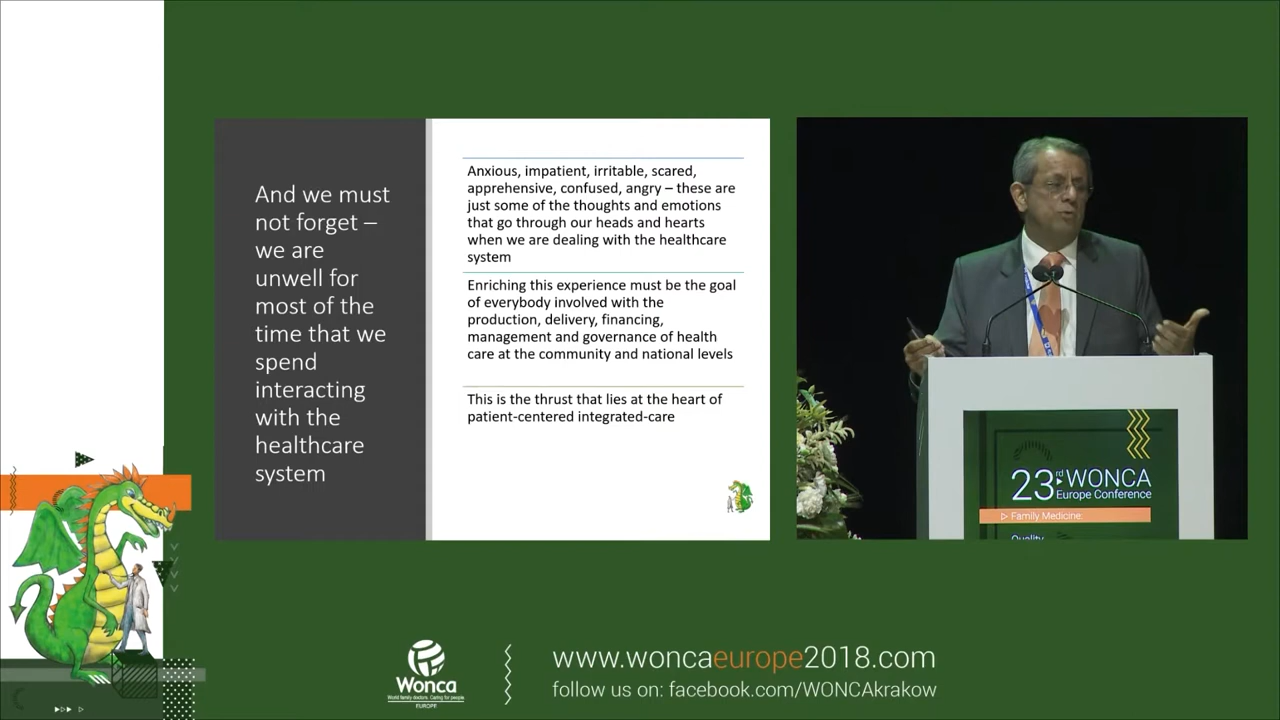 And we must
not forget –
we are
unwell for
most of the
time that we
spend
interacting
with the
healthcare
system
Anxious, impatient, irritable, scared,
apprehensive, confused, angry – these are
just some of the thoughts and emotions
that go through our heads and hearts
when we are dealing with the healthcare
system
Enriching this experience must be the goal
of everybody involved with the
production, delivery, financing,
management and governance of health
care at the community and national levels
This is the thrust that lies at the heart of
patient-centered integrated-care
23rd WONCA
Europe Conference
Family Medicine:
Quality
Wonca
World family doctors. Caring for people.
EUROPE
www.woncaeurope2018.com
follow us on: facebook.com/WONCAkrakow